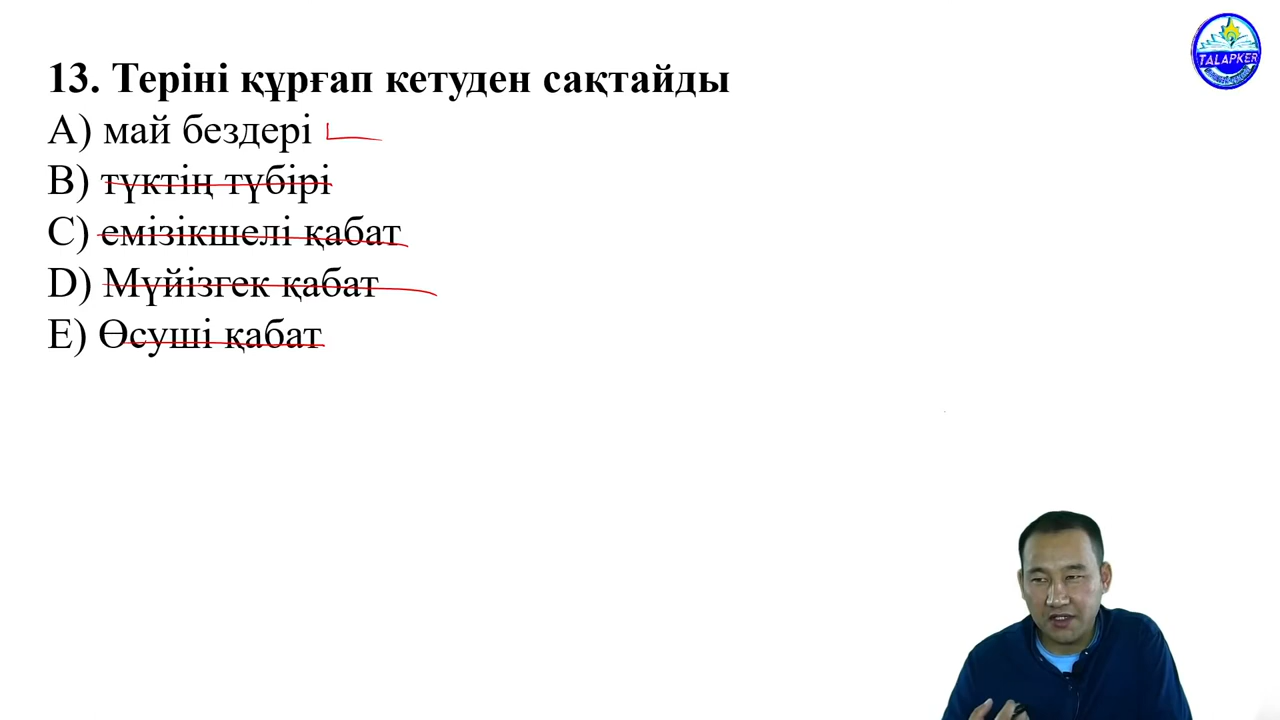 13. Теріні құрғап кетуден сақтайды
A) май бездері
B) түктің түбірі
C) емізікшелі қабат
D) Мүйізгек қабат
E) Өсуші қабат
TALAPKER